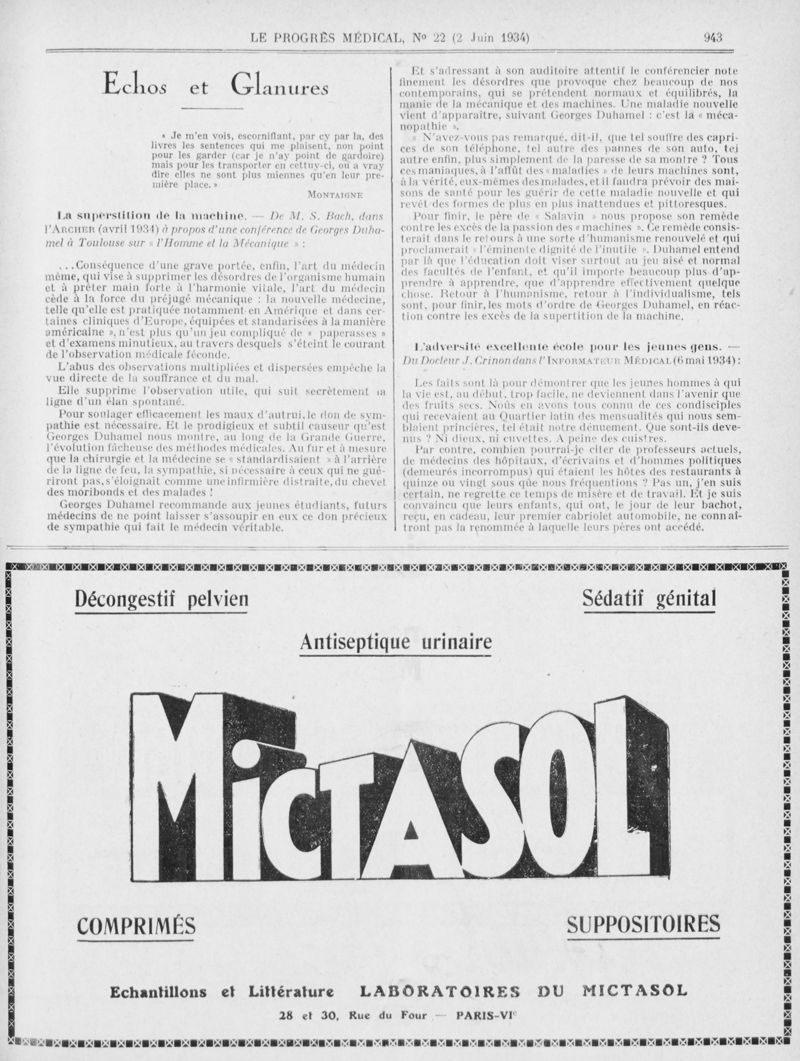 LE PROGRÈS MÉDICAL, Nº 22 (2 Juin 1934)
943
Echos et Glanures
« Je m'en vois, escorniflant, par cy par la, des
livres les sentences qui me plaisent, non point
pour les garder (car je n'ay point de gardoire)
mais pour les transporter en cettuy-ci, où a vray
dire elles ne sont plus miennes qu'en leur pre-
mière place. »
MONTAIGNE
La superstition de la machine. — De M. S. Bach, dans
l'ARCHER (avril 1934) à propos d'une conférence de Georges Duha-
mel à Toulouse sur « l'Homme et la Mécanique » :
...Conséquence d'une grave portée, enfin, l'art du médecin
même, qui vise à supprimer les désordres de l'organisme humain
et à prêter main forte à l'harmonie vitale, l'art du médecin
cède à la force du préjugé mécanique : la nouvelle médecine,
telle qu'elle est pratiquée notamment en Amérique et dans cer-
taines cliniques d'Europe, équipées et standarisées à la manière
américaine », n'est plus qu'un jeu compliqué de « paperasses »
et d'examens minutieux, au travers desquels s'éteint le courant
de l'observation médicale féconde.
L'abus des observations multipliées et dispersées empêche la
vue directe de la souffrance et du mal.
Elle supprime l'observation utile, qui suit secrètement la
ligne d'un élan spontané.
Pour soulager efficacement les maux d'autrui, le don de sym-
pathie est nécessaire. Et le prodigieux et subtil causeur qu'est
Georges Duhamel nous montre, au long de la Grande Guerre,
l'évolution fâcheuse des méthodes médicales. Au fur et à mesure
que la chirurgie et la médecine se « standardisaient » à l'arrière
de la ligne de feu, la sympathie, si nécessaire à ceux qui ne gué-
riront pas, s'éloignait comme une infirmière distraite, du chevet
des moribonds et des malades !
Georges Duhamel recommande aux jeunes étudiants, futurs
médecins de ne point laisser s'assoupir en eux ce don précieux
de sympathie qui fait le médecin véritable.
Et s'adressant à son auditoire attentif le conférencier note
finement les désordres que provoque chez beaucoup de nos
contemporains, qui se prétendent normaux et équilibrés, la
manie de la mécanique et des machines. Une maladie nouvelle
vient d'apparaître, suivant Georges Duhamel : c'est la « méca-
nopathie ».
« N'avez-vous pas remarqué, dit-il, que tel souffre des capri-
ces de son téléphone, tel autre des pannes de son auto, tel
autre enfin, plus simplement de la paresse de sa montre ? Tous
ces maniaques, à l'affût des « maladies » de leurs machines sont,
à la vérité, eux-mêmes des malades, et il faudra prévoir des mai-
sons de santé pour les guérir de cette maladie nouvelle et qui
revêt des formes de plus en plus inattendues et pittoresques.
Pour finir, le père de « Salavin » nous propose son remède
contre les excès de la passion des « machines ». Ce remède consis-
terait dans le retours à une sorte d'humanisme renouvelé et qui
proclamerait « l'éminente dignité de l'inutile ». Duhamel entend
par là que l'éducation doit viser surtout au jeu aisé et normal
des facultés de l'enfant, et qu'il importe beaucoup plus d'ap-
prendre à apprendre, que d'apprendre effectivement quelque
chose. Retour à l'humanisme, retour à l'individualisme, tels
sont, pour finir, les mots d'ordre de Georges Duhamel, en réac-
tion contre les excès de la supertition de la machine.
L'adversité excellente école pour les jeunes gens. —
Du Docteur J. Crinon dans l'INFORMATEUR MÉDICAL (6 mai 1934) :
Les faits sont là pour démontrer que les jeunes hommes à qui
la vie est, au début, trop facile, ne deviennent dans l'avenir que
des fruits secs. Nous en avons tous connu de ces condisciples
qui recevaient au Quartier latin des mensualités qui nous sem-
blaient princières, tel était notre dénuement. Que sont-ils deve-
nus ? Ni dieux, ni cuvettes. A peine des cuistres.
Par contre, combien pourrai-je citer de professeurs actuels,
de médecins des hôpitaux, d'écrivains et d'hommes politiques
(demeurés incorrompus) qui étaient les hôtes des restaurants à
quinze ou vingt sous que nous fréquentions ? Pas un, j'en suis
certain, ne regrette ce temps de misère et de travail. Et je suis
convaincu que leurs enfants, qui ont, le jour de leur bachot,
reçu, en cadeau, leur premier cabriolet automobile, ne connaî-
tront pas la renommée à laquelle leurs pères ont accédé.
Décongestif pelvien
Sédatif génital
Antiseptique urinaire
MICTASOL
COMPRIMÉS
SUPPOSITOIRES
Echantillons et Littérature LABORATOIRES DU MICTASOL
28 et 30, Rue du Four — PARIS-VIe